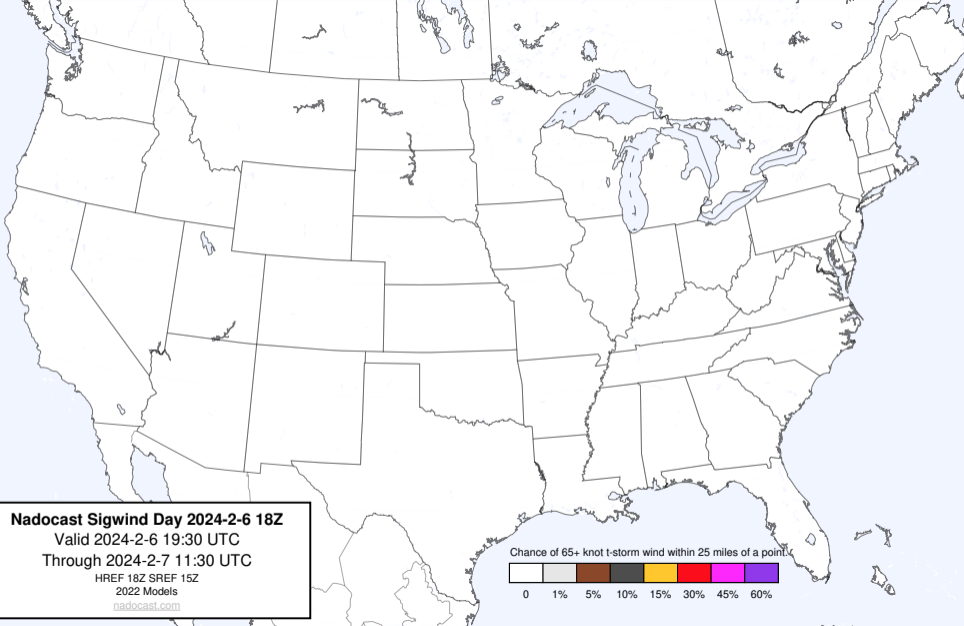 Nadocast Sigwind Day 2024-2-6 18Z
Valid 2024-2-6 19:30 UTC
Through 2024-2-7 11:30 UTC
HREF 18Z SREF 15Z
2022 Models
nadocast.com
Chance of 65+ knot t-storm wind within 25 miles of a point.
0 1% 5% 10% 15% 30% 45% 60%